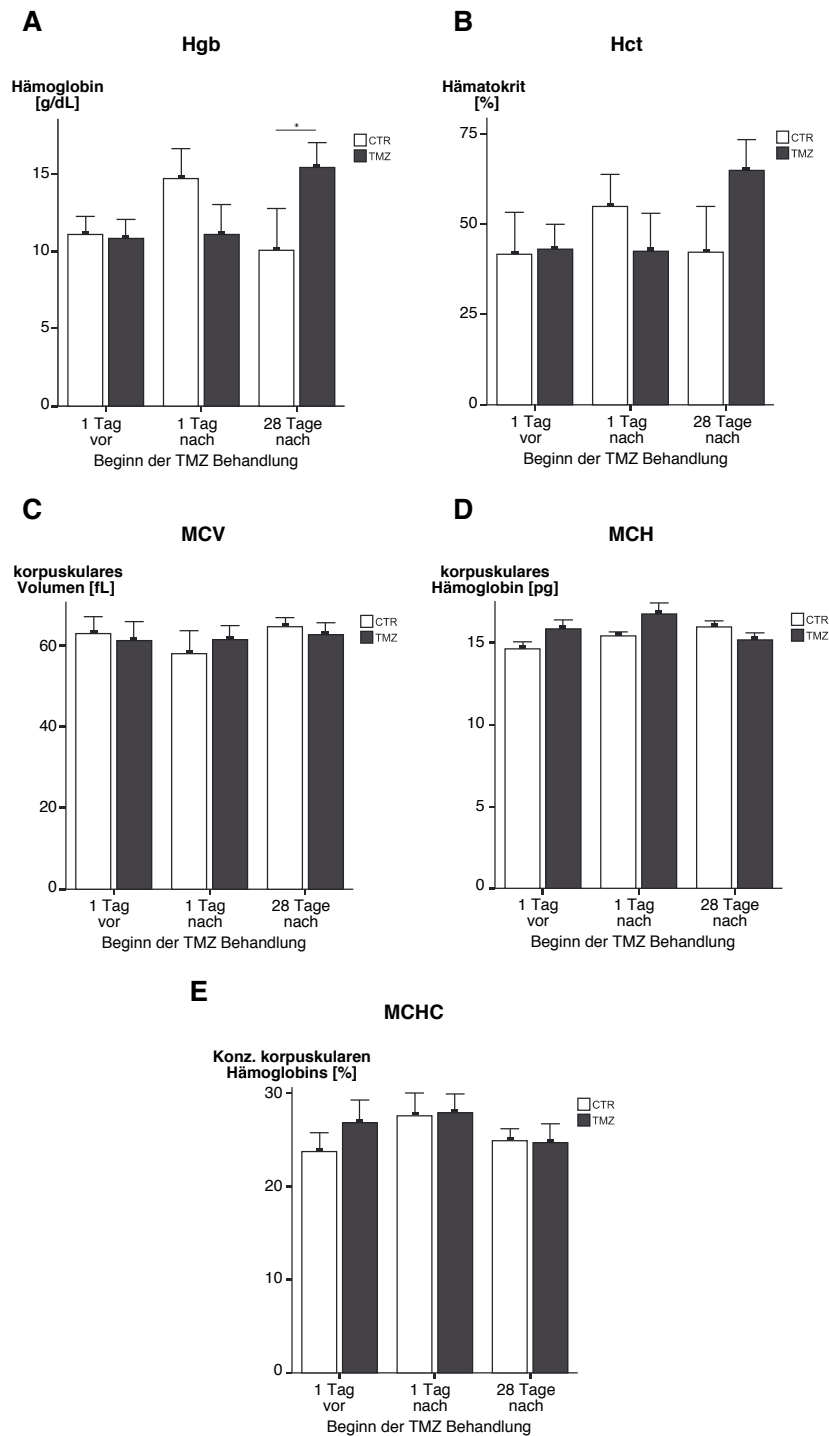 A
Hgb
Hämoglobin
[g/dL]
*
CTR
TMZ
15
10
5
0
1 Tag
vor
1 Tag
nach
28 Tage
nach
Beginn der TMZ Behandlung
B
Hct
Hämatokrit
[%]
CTR
TMZ
75
50
25
0
1 Tag
vor
1 Tag
nach
28 Tage
nach
Beginn der TMZ Behandlung
C
MCV
korpuskulares
Volumen [fL]
CTR
TMZ
60
40
20
0
1 Tag
vor
1 Tag
nach
28 Tage
nach
Beginn der TMZ Behandlung
D
MCH
korpuskulares
Hämoglobin [pg]
CTR
TMZ
15
10
5
0
1 Tag
vor
1 Tag
nach
28 Tage
nach
Beginn der TMZ Behandlung
E
MCHC
Konz. korpuskularen
Hämoglobins [%]
CTR
TMZ
30
20
10
0
1 Tag
vor
1 Tag
nach
28 Tage
nach
Beginn der TMZ Behandlung